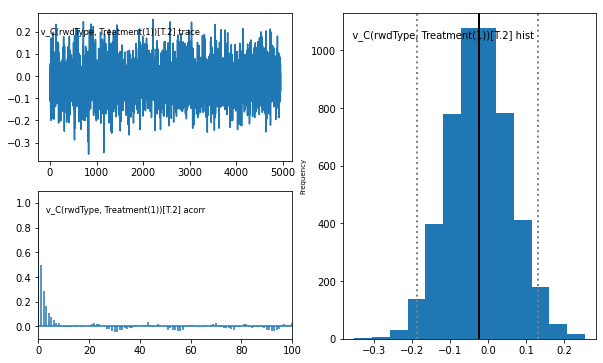 v_C(rwdType, Treatment(1))[T.2] trace
0.2
0.1
0.0
−0.1
−0.2
−0.3
0 1000 2000 3000 4000 5000
v_C(rwdType, Treatment(1))[T.2] acorr
1.0
0.8
0.6
0.4
0.2
0.0
0 20 40 60 80 100
v_C(rwdType, Treatment(1))[T.2] hist
Frequency
1000
800
600
400
200
0
−0.3 −0.2 −0.1 0.0 0.1 0.2